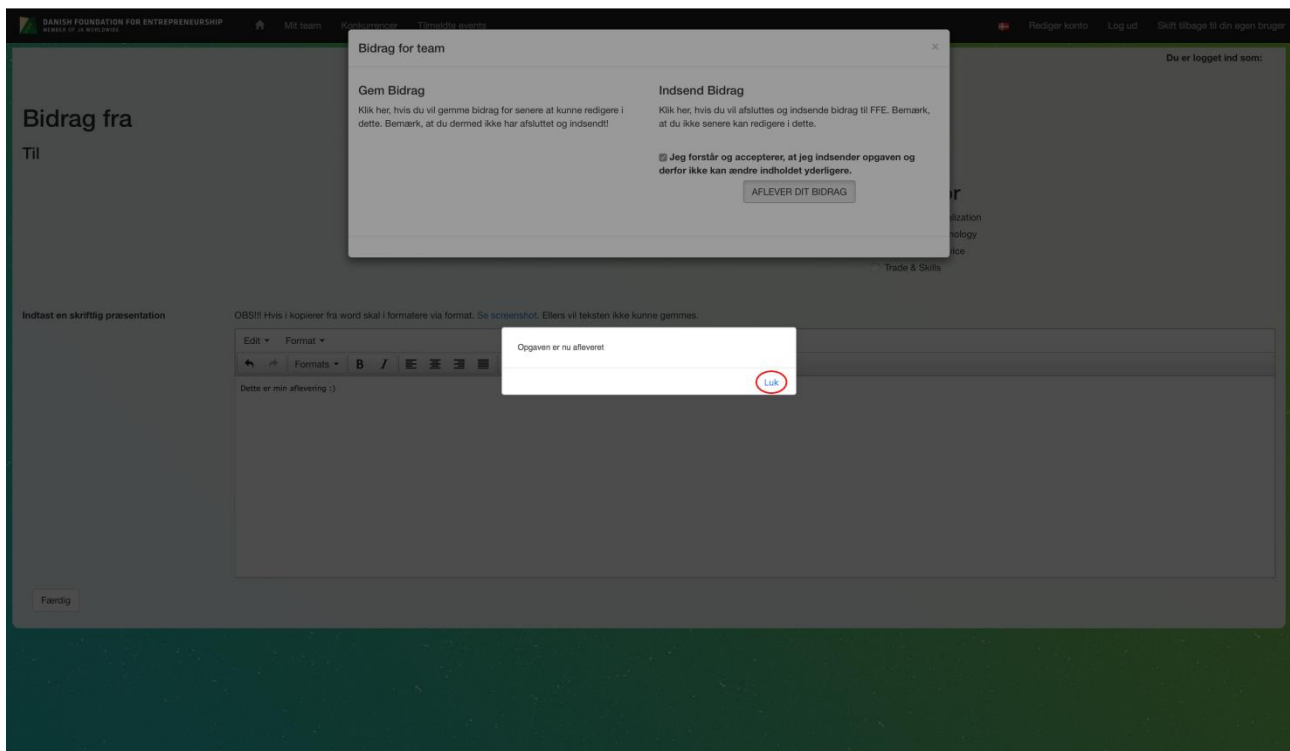 DANISH FOUNDATION FOR ENTREPRENEURSHIP
MEMBER OF JA WORLDWIDE
Mit team
Konkurrencer
Tilmeldte events
Rediger konto
Log ud
Skift tilbage til din egen bruger
Du er logget ind som:
Bidrag for team
×
Gem Bidrag
Klik her, hvis du vil gemme bidrag for senere at kunne redigere i
dette. Bemærk, at du dermed ikke har afsluttet og indsendt!
Indsend Bidrag
Klik her, hvis du vil afsluttes og indsende bidrag til FFE. Bemærk,
at du ikke senere kan redigere i dette.
Jeg forstår og accepterer, at jeg indsender opgaven og
derfor ikke kan ændre indholdet yderligere.
AFLEVER DIT BIDRAG
Bidrag fra
Til
Trade & Skills
Indtast en skriftlig præsentation
OBS!!! Hvis i kopierer fra word skal i formatere via format. Se screenshot. Ellers vil teksten ikke kunne gemmes.
Edit
Format
Formats
B
I
Dette er min aflevering :)
Opgaven er nu afleveret
Luk
Færdig